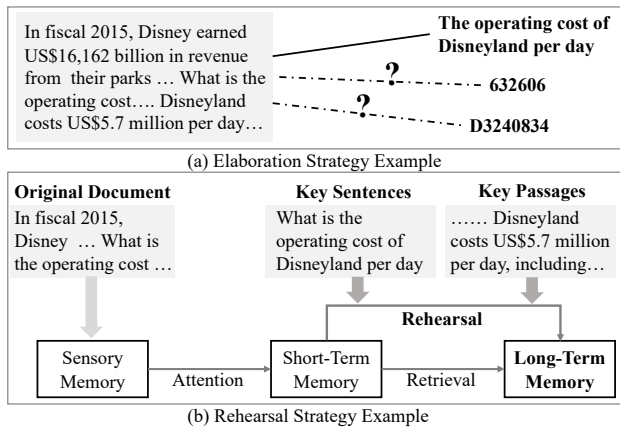 In fiscal 2015, Disney earned
US$16,162 billion in revenue
from their parks … What is the
operating cost…. Disneyland
costs US$5.7 million per day…
The operating cost of
Disneyland per day
?
632606
?
D3240834
(a) Elaboration Strategy Example
Original Document
In fiscal 2015,
Disney … What is
the operating cost …
Key Sentences
What is the
operating cost of
Disneyland per day
Key Passages
…… Disneyland
costs US$5.7 million
per day, including…
Rehearsal
Sensory
Memory
Attention
Short-Term
Memory
Retrieval
Long-Term
Memory
(b) Rehearsal Strategy Example